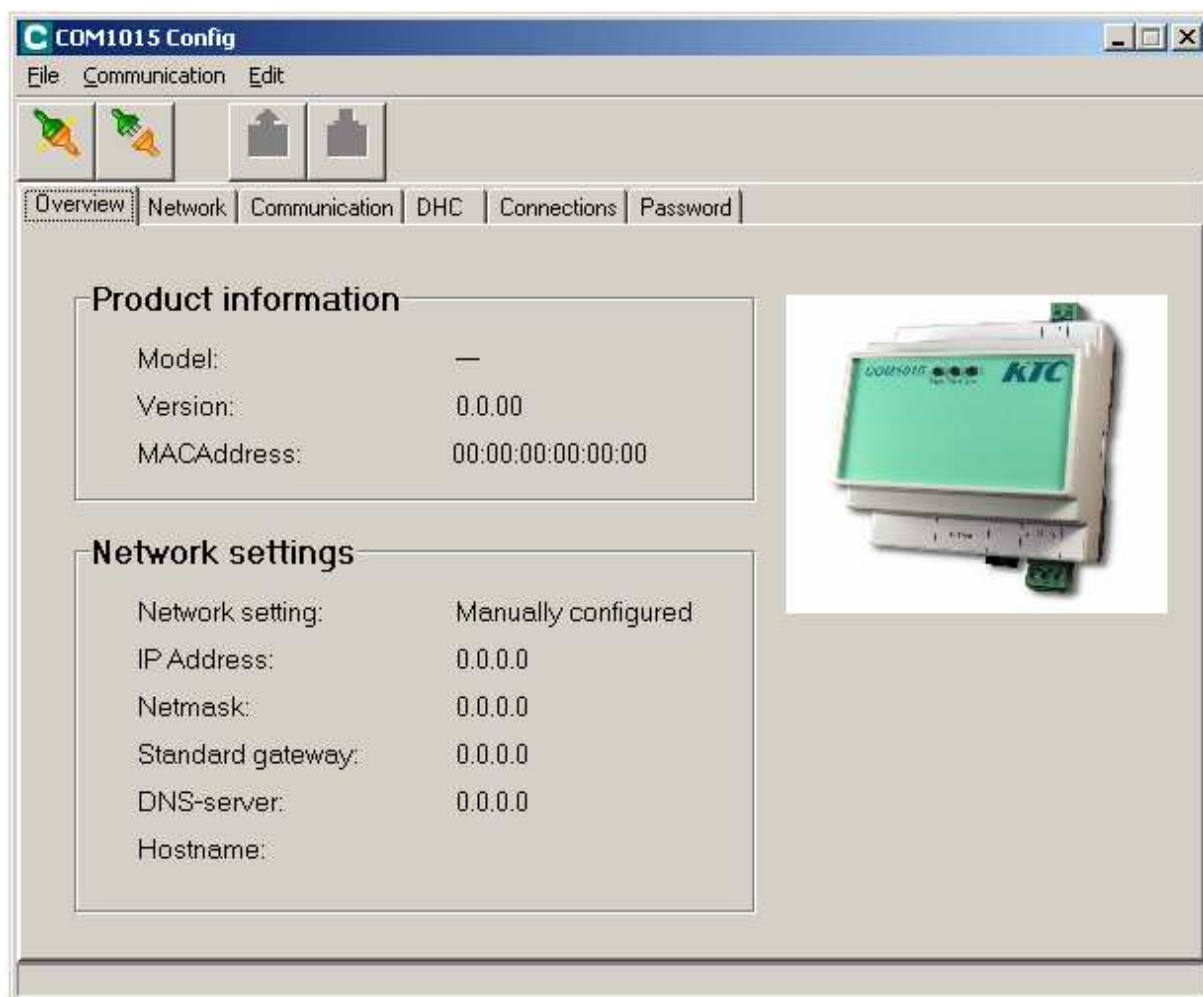 COM1015 Config
File Communication Edit
Overview Network Communication DHC Connections Password
Product information
Model: —
Version: 0.0.00
MACAddress: 00:00:00:00:00:00
COM1015 KTC
Network settings
Network setting: Manually configured
IP Address: 0.0.0.0
Netmask: 0.0.0.0
Standard gateway: 0.0.0.0
DNS-server: 0.0.0.0
Hostname: